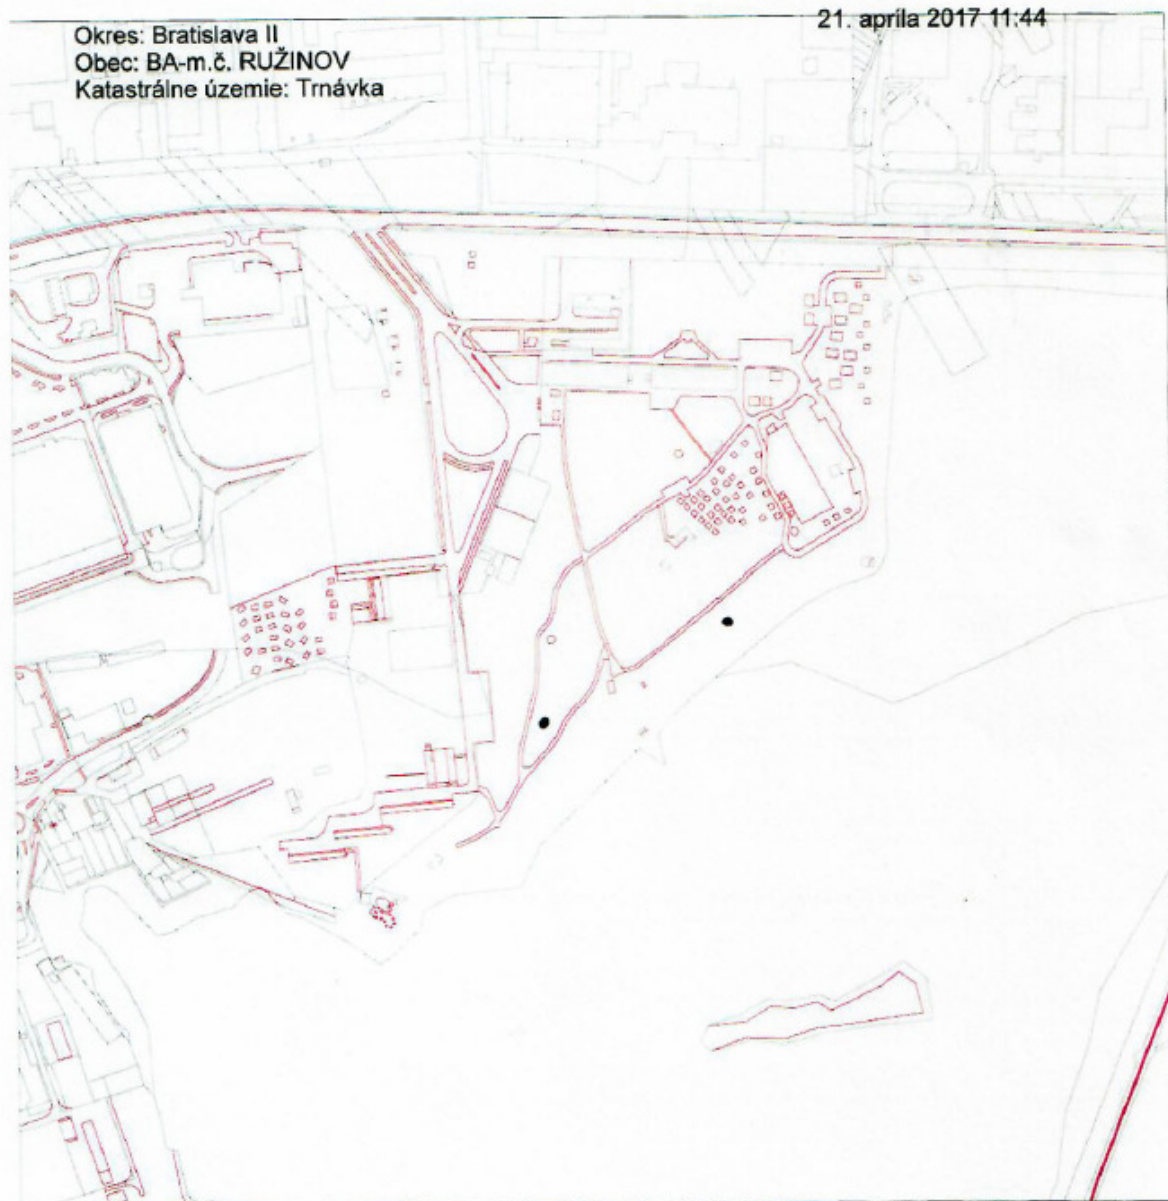 21. apríla 2017 11:44
Okres: Bratislava II
Obec: BA-m.č. RUŽINOV
Katastrálne územie: Trnávka